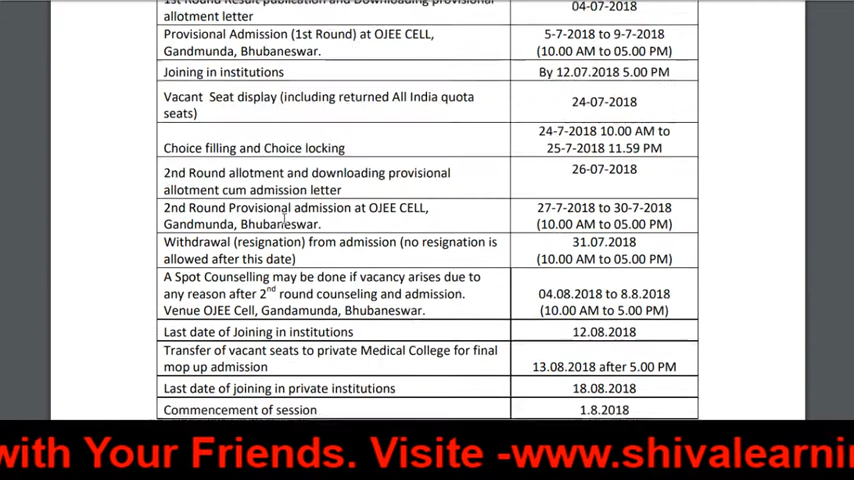 1st Round Result publication and Downloading provisional
allotment letter
04-07-2018
Provisional Admission (1st Round) at OJEE CELL,
Gandmunda, Bhubaneswar.
5-7-2018 to 9-7-2018
(10.00 AM to 05.00 PM)
Joining in institutions
By 12.07.2018 5.00 PM
Vacant  Seat display (including returned All India quota
seats)
24-07-2018
Choice filling and Choice locking
24-7-2018 10.00 AM to
25-7-2018 11.59 PM
2nd Round allotment and downloading provisional
allotment cum admission letter
26-07-2018
2nd Round Provisional admission at OJEE CELL,
Gandmunda, Bhubaneswar.
27-7-2018 to 30-7-2018
(10.00 AM to 05.00 PM)
Withdrawal (resignation) from admission (no resignation is
allowed after this date)
31.07.2018
(10.00 AM to 05.00 PM)
A Spot Counselling may be done if vacancy arises due to
any reason after 2nd round counseling and admission.
Venue OJEE Cell, Gandamunda, Bhubaneswar.
04.08.2018 to 8.8.2018
(10.00 AM to 5.00 PM)
Last date of Joining in institutions
12.08.2018
Transfer of vacant seats to private Medical College for final
mop up admission
13.08.2018 after 5.00 PM
Last date of joining in private institutions
18.08.2018
Commencement of session
1.8.2018
with Your Friends. Visite -www.shivalearni